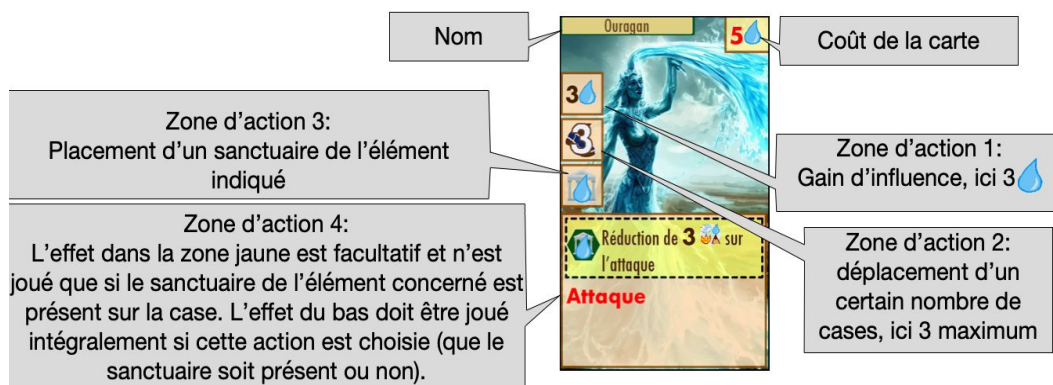 Nom
Ouragan
5
Coût de la carte
3
3
Zone d’action 3:
Placement d’un sanctuaire de l’élément
indiqué
Zone d’action 1:
Gain d’influence, ici 3
Zone d’action 4:
L’effet dans la zone jaune est facultatif et n’est
joué que si le sanctuaire de l’élément concerné est
présent sur la case. L’effet du bas doit être joué
intégralement si cette action est choisie (que le
sanctuaire soit présent ou non).
Réduction de 3 sur
l’attaque
Attaque
Zone d’action 2:
déplacement d’un
certain nombre de
cases, ici 3 maximum